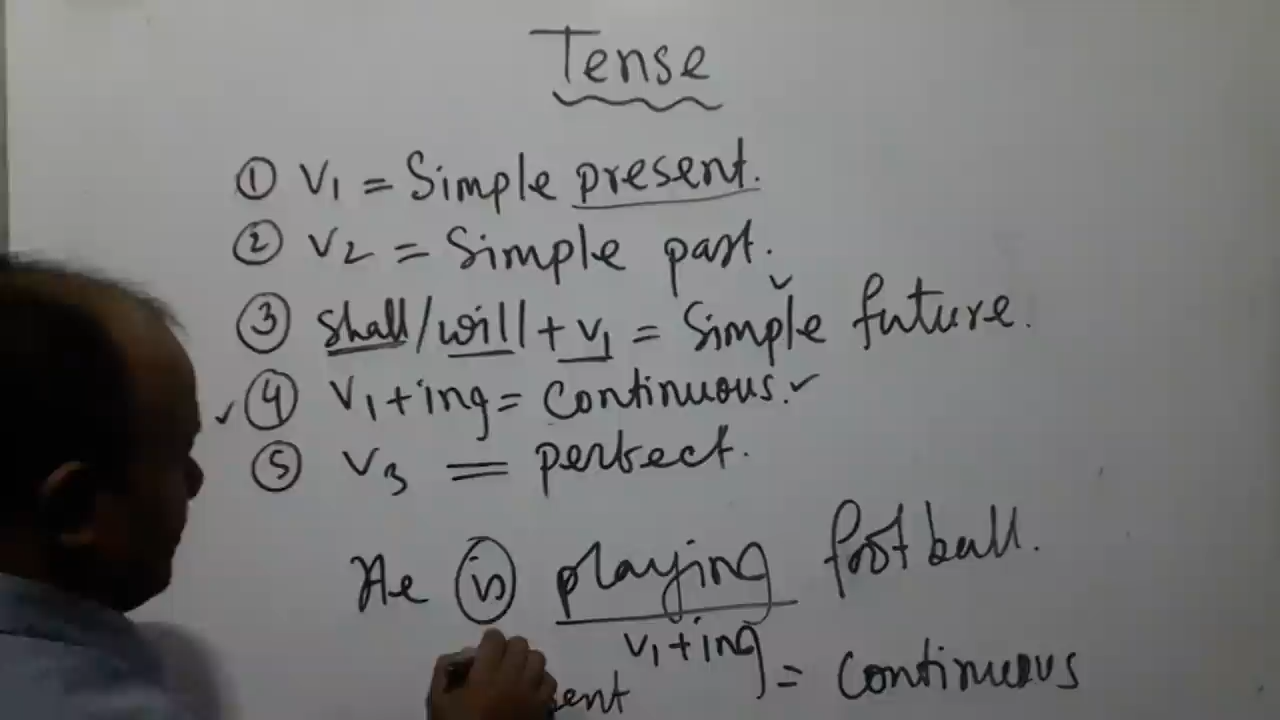 Tense
① V1 = Simple present.
② V2 = Simple past.
③ Shall/will + V1 = Simple future.
④ V1+ing = Continuous.
⑤ V3 = perfect.
He is playing football.
V1+ing = Continuous